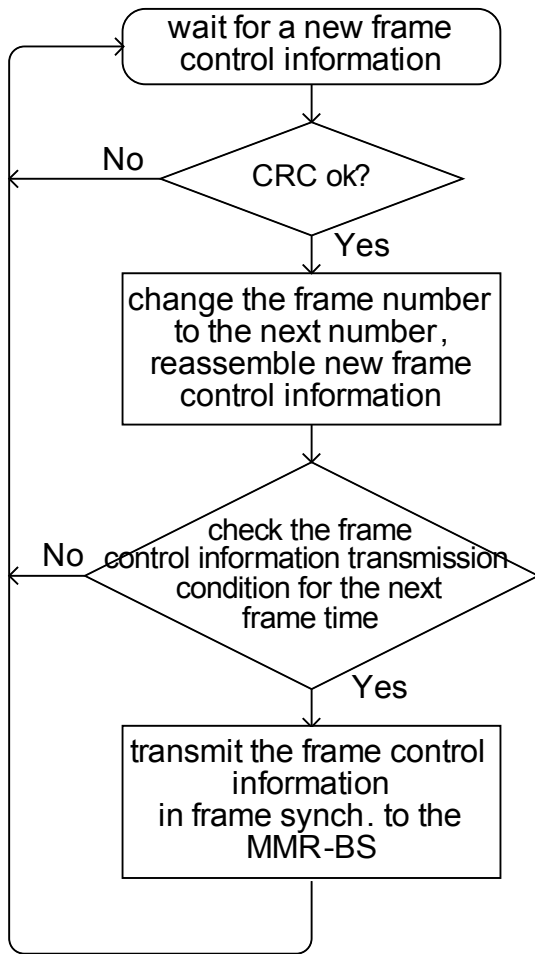 wait for a new frame
control information
No
CRC ok?
Yes
change the frame number
to the next number,
reassemble new frame
control information
check the frame
No
control information transmission
condition for the next
frame time
Yes
transmit the frame control
information
in frame synch. to the
MMR-BS